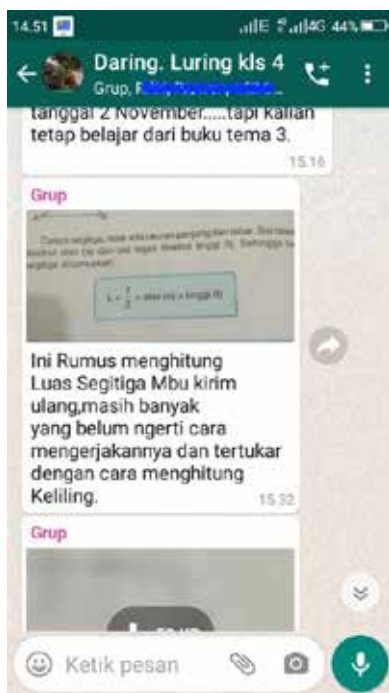 14.51
4G 44%
Daring. Luring kls 4
Grup,
tanggal 2 November.....tapi kalian
tetap belajar dari buku tema 3.
15.16
Grup
L = 1/2 × alas (a) × tinggi (t)
Ini Rumus menghitung
Luas Segitiga Mbu kirim
ulang,masih banyak
yang belum ngerti cara
mengerjakannya dan tertukar
dengan cara menghitung
Keliling.
15.32
Grup
Ketik pesan